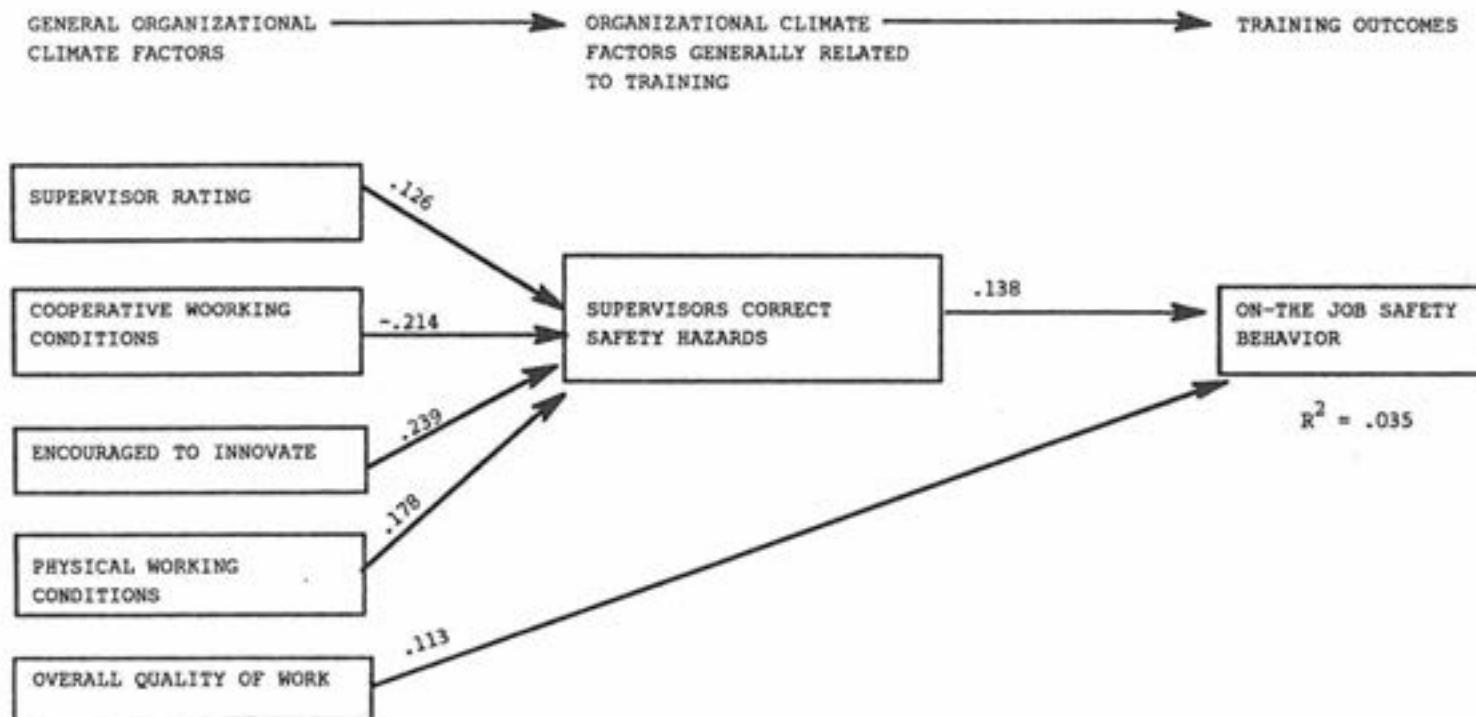 GENERAL ORGANIZATIONAL
CLIMATE FACTORS
ORGANIZATIONAL CLIMATE
FACTORS GENERALLY RELATED
TO TRAINING
TRAINING OUTCOMES
SUPERVISOR RATING
.126
COOPERATIVE WOORKING
CONDITIONS
-.214
ENCOURAGED TO INNOVATE
.239
PHYSICAL WORKING
CONDITIONS
.178
OVERALL QUALITY OF WORK
.113
SUPERVISORS CORRECT
SAFETY HAZARDS
.138
ON-THE JOB SAFETY
BEHAVIOR
R² = .035